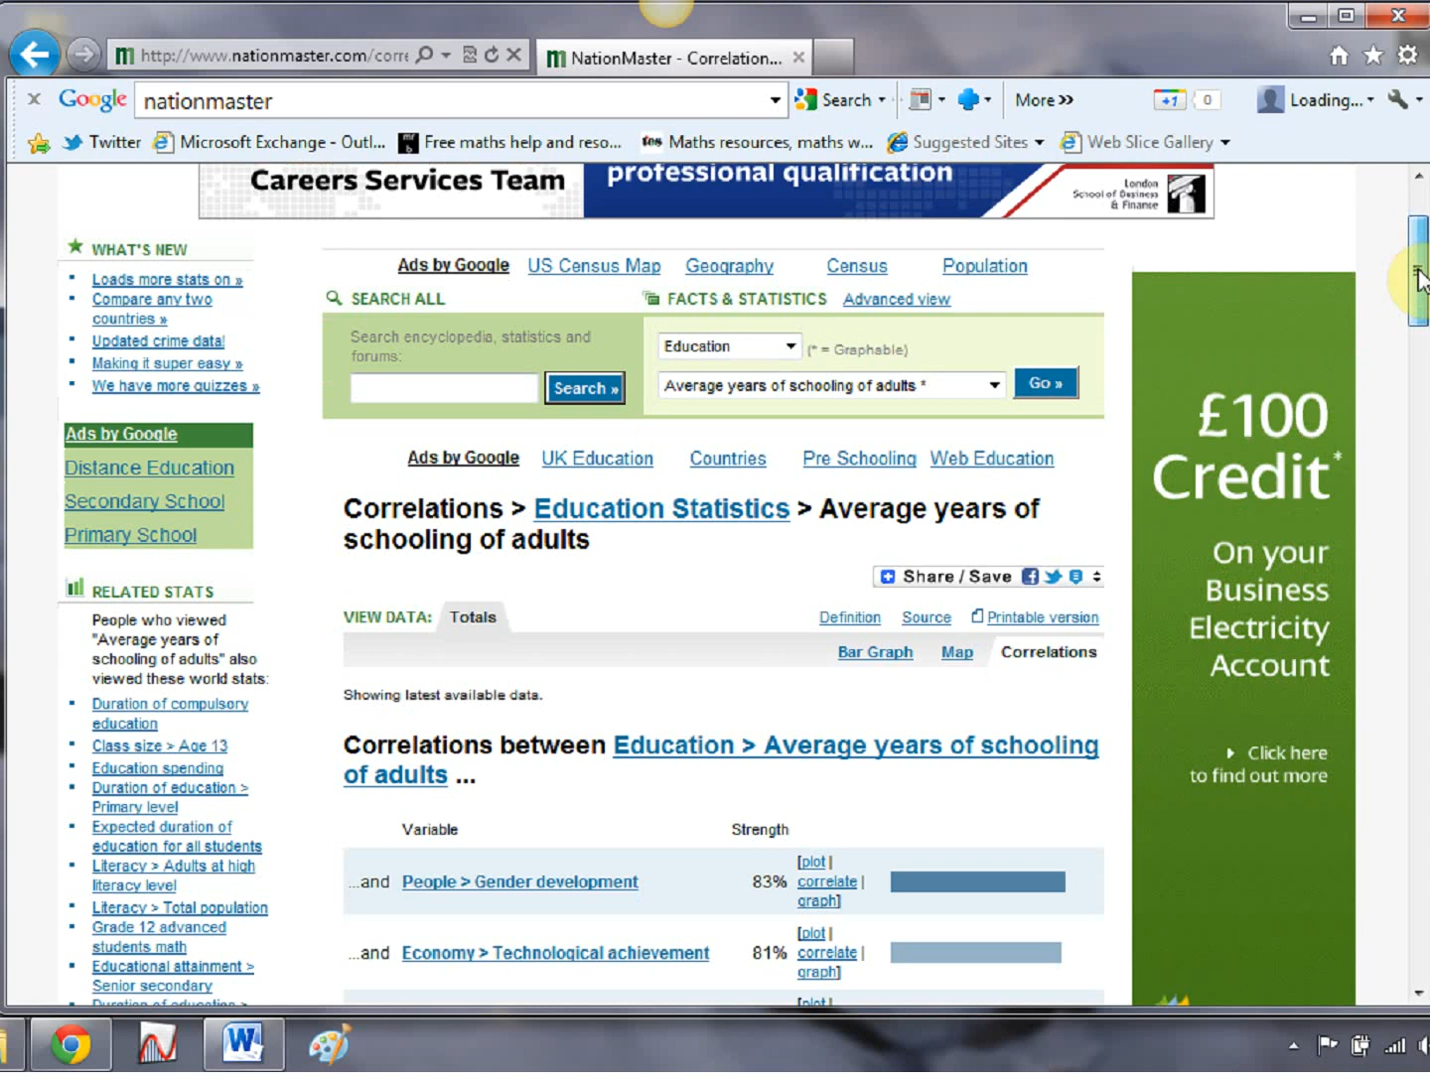 http://www.nationmaster.com/corre
NationMaster - Correlation...
Google
nationmaster
Search
More »
+1
0
Loading...
Twitter
Microsoft Exchange - Outl...
Free maths help and reso...
tes
Maths resources, maths w...
Suggested Sites
Web Slice Gallery
Careers Services Team
professional qualification
London
School of Business
& Finance
WHAT'S NEW
Loads more stats on »
Compare any two
countries »
Updated crime data!
Making it super easy »
We have more quizzes »
Ads by Google
Distance Education
Secondary School
Primary School
RELATED STATS
People who viewed
"Average years of
schooling of adults" also
viewed these world stats:
Duration of compulsory
education
Class size > Age 13
Education spending
Duration of education >
Primary level
Expected duration of
education for all students
Literacy > Adults at high
literacy level
Literacy > Total population
Grade 12 advanced
students math
Educational attainment >
Senior secondary
Duration of education >
Ads by Google US Census Map Geography Census Population
SEARCH ALL
FACTS & STATISTICS Advanced view
Search encyclopedia, statistics and
forums:
Search »
Education
(* = Graphable)
Average years of schooling of adults *
Go »
Ads by Google UK Education Countries Pre Schooling Web Education
Correlations > Education Statistics > Average years of
schooling of adults
Share / Save
VIEW DATA: Totals
Definition Source Printable version
Bar Graph Map Correlations
Showing latest available data.
Correlations between Education > Average years of schooling
of adults ...
Variable Strength
...and People > Gender development 83% [plot |
correlate |
graph]
...and Economy > Technological achievement 81% [plot |
correlate |
graph]
[plot |
£100
Credit*
On your
Business
Electricity
Account
Click here
to find out more